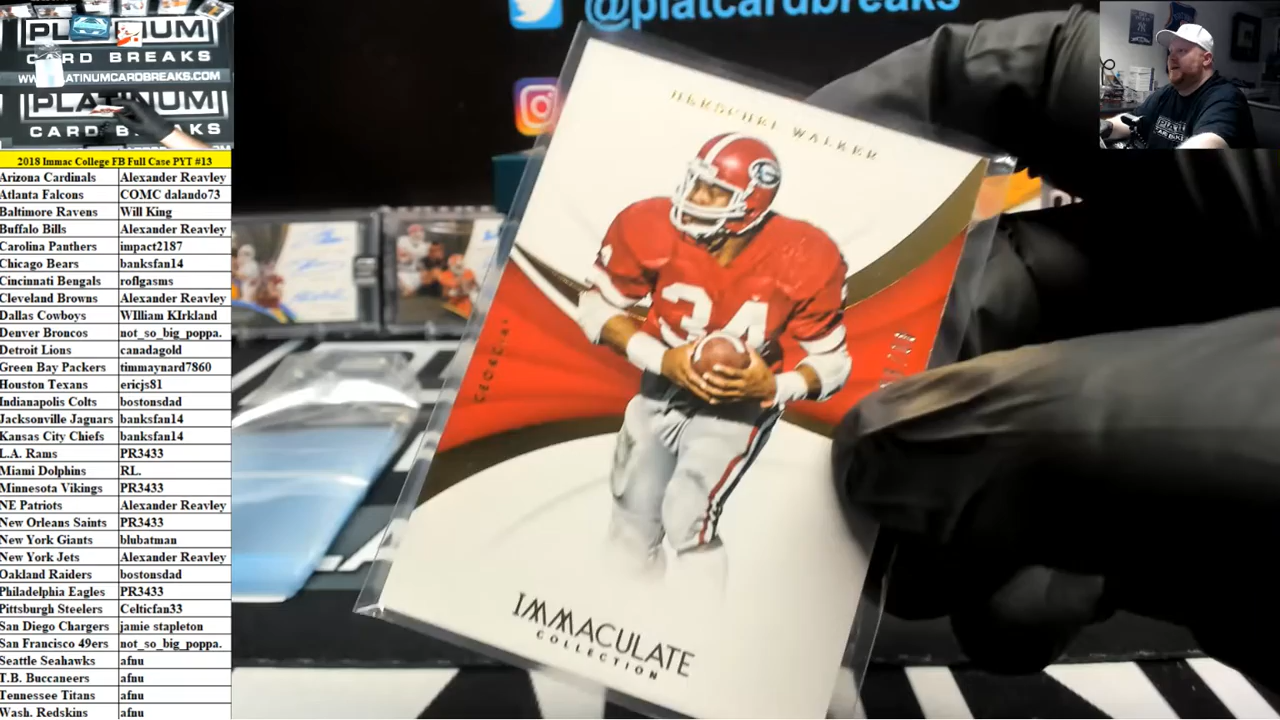 PLATINUM
CARD BREAKS
WWW.PLATINUMCARDBREAKS.COM
PLATINUM
CARD BREAKS
@platcardbreaks
HERSCHEL WALKER
GEORGIA
34
G
IMMACULATE
COLLECTION
PLATINUM
CARD BREAKS
2018 Immac College FB Full Case PYT #13
Arizona Cardinals Alexander Reavley
Atlanta Falcons COMC dalando73
Baltimore Ravens Will King
Buffalo Bills Alexander Reavley
Carolina Panthers impact2187
Chicago Bears banksfan14
Cincinnati Bengals roflgasms
Cleveland Browns Alexander Reavley
Dallas Cowboys WIlliam KIrkland
Denver Broncos not_so_big_poppa.
Detroit Lions canadagold
Green Bay Packers timmaynard7860
Houston Texans ericjs81
Indianapolis Colts bostonsdad
Jacksonville Jaguars banksfan14
Kansas City Chiefs banksfan14
L.A. Rams PR3433
Miami Dolphins RL.
Minnesota Vikings PR3433
NE Patriots Alexander Reavley
New Orleans Saints PR3433
New York Giants blubatman
New York Jets Alexander Reavley
Oakland Raiders bostonsdad
Philadelphia Eagles PR3433
Pittsburgh Steelers Celticfan33
San Diego Chargers jamie stapleton
San Francisco 49ers not_so_big_poppa.
Seattle Seahawks afnu
T.B. Buccaneers afnu
Tennessee Titans afnu
Wash. Redskins afnu